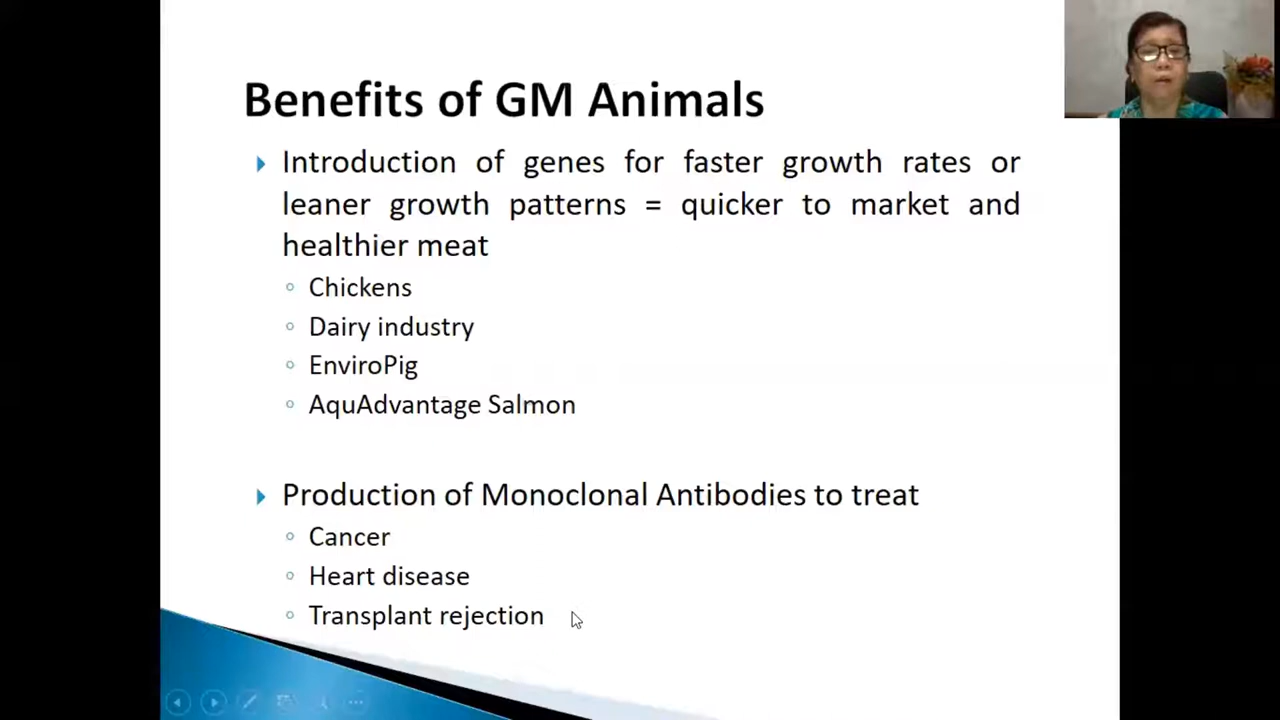 Benefits of GM Animals
Introduction of genes for faster growth rates or
leaner growth patterns = quicker to market and
healthier meat
Chickens
Dairy industry
EnviroPig
AquAdvantage Salmon
Production of Monoclonal Antibodies to treat
Cancer
Heart disease
Transplant rejection